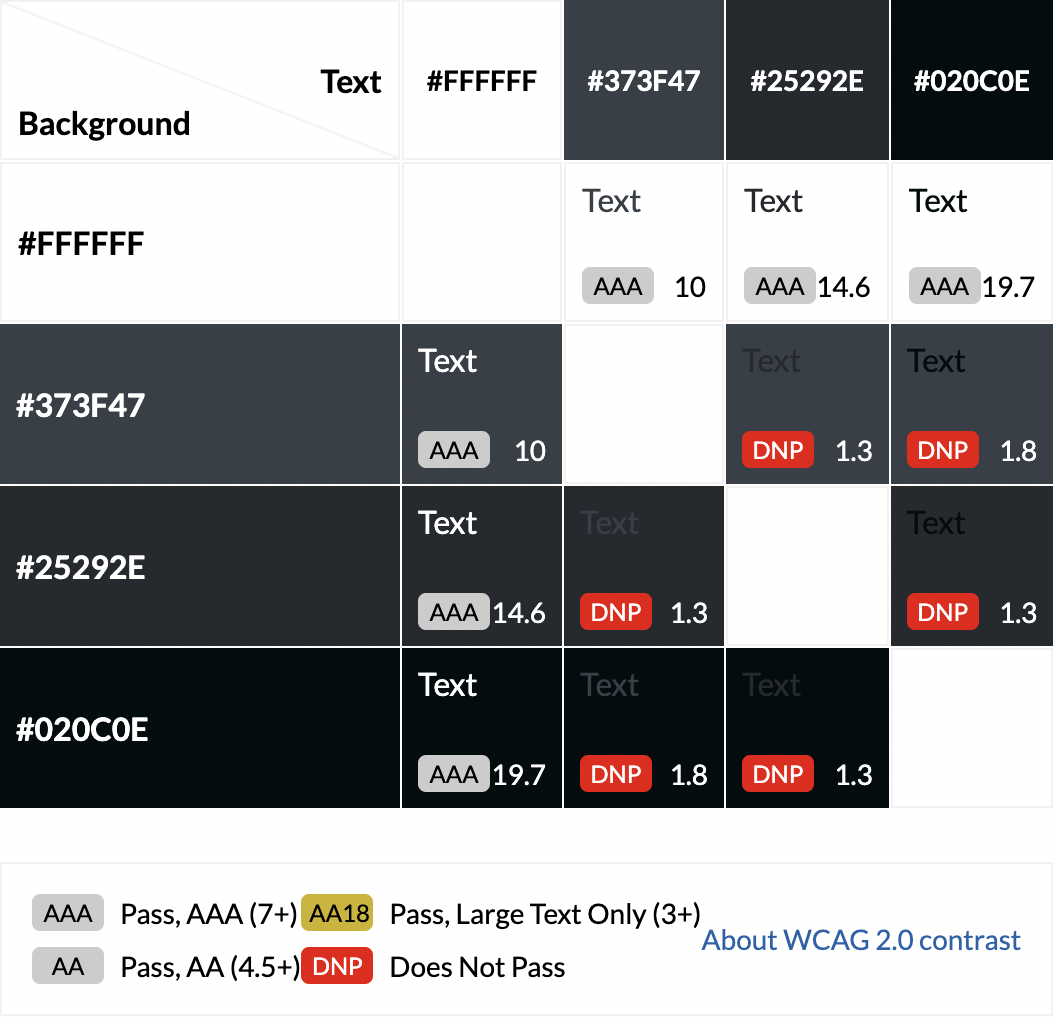 Text
Background
#FFFFFF #373F47 #25292E #020C0E
#FFFFFF
Text Text Text
AAA 10 AAA 14.6 AAA 19.7
#373F47
Text Text Text
AAA 10 DNP 1.3 DNP 1.8
#25292E
Text Text Text
AAA 14.6 DNP 1.3 DNP 1.3
#020C0E
Text Text Text
AAA 19.7 DNP 1.8 DNP 1.3
AAA Pass, AAA (7+) AA18 Pass, Large Text Only (3+)
AA Pass, AA (4.5+) DNP Does Not Pass
About WCAG 2.0 contrast